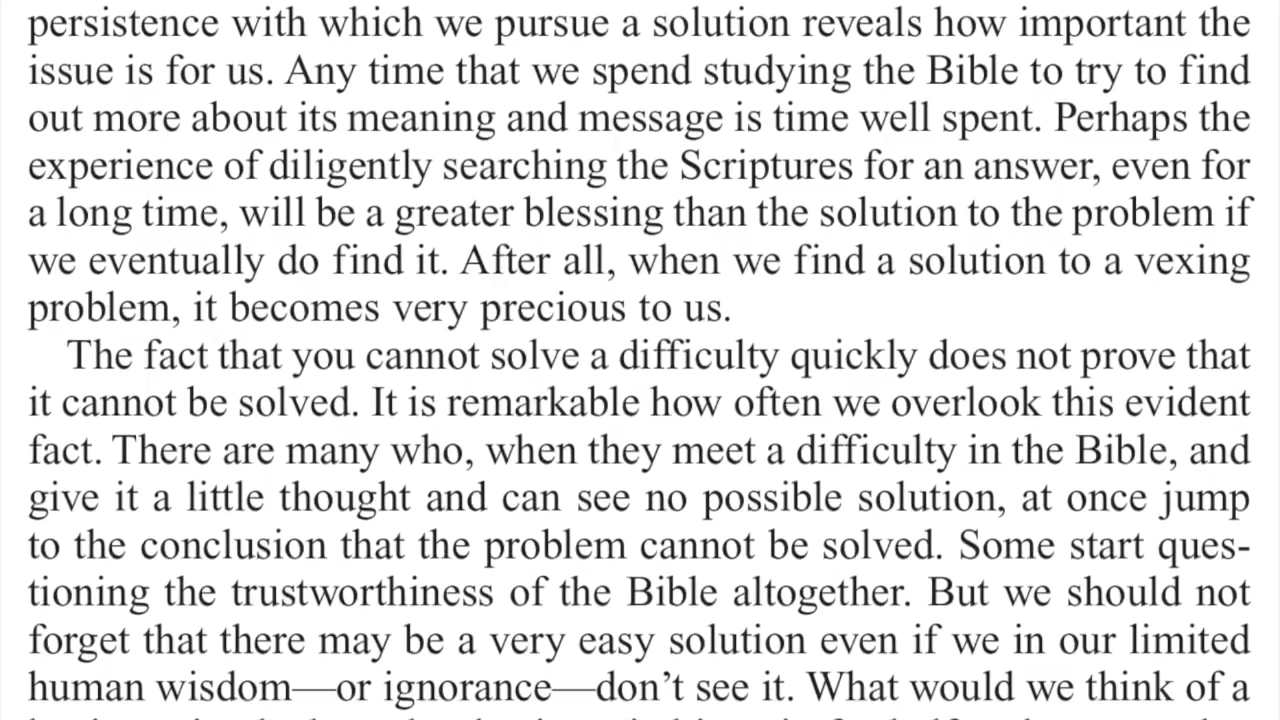 persistence with which we pursue a solution reveals how important the
issue is for us. Any time that we spend studying the Bible to try to find
out more about its meaning and message is time well spent. Perhaps the
experience of diligently searching the Scriptures for an answer, even for
a long time, will be a greater blessing than the solution to the problem if
we eventually do find it. After all, when we find a solution to a vexing
problem, it becomes very precious to us.
The fact that you cannot solve a difficulty quickly does not prove that
it cannot be solved. It is remarkable how often we overlook this evident
fact. There are many who, when they meet a difficulty in the Bible, and
give it a little thought and can see no possible solution, at once jump
to the conclusion that the problem cannot be solved. Some start ques-
tioning the trustworthiness of the Bible altogether. But we should not
forget that there may be a very easy solution even if we in our limited
human wisdom—or ignorance—don’t see it. What would we think of a